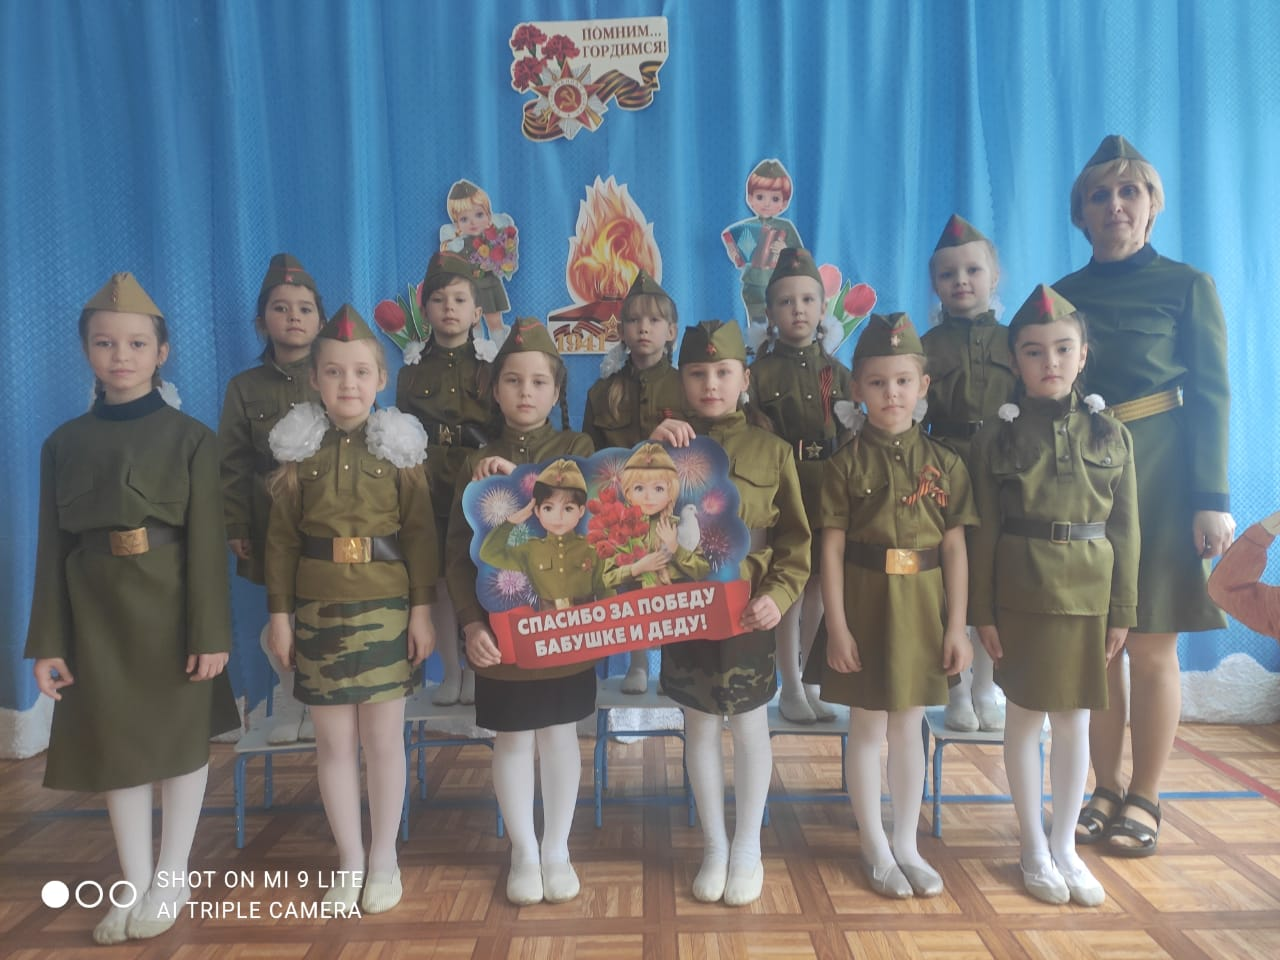 ПОМНИМ...
ГОРДИМСЯ!
1941
СПАСИБО ЗА ПОБЕДУ
БАБУШКЕ И ДЕДУ!
SHOT ON MI 9 LITE
AI TRIPLE CAMERA